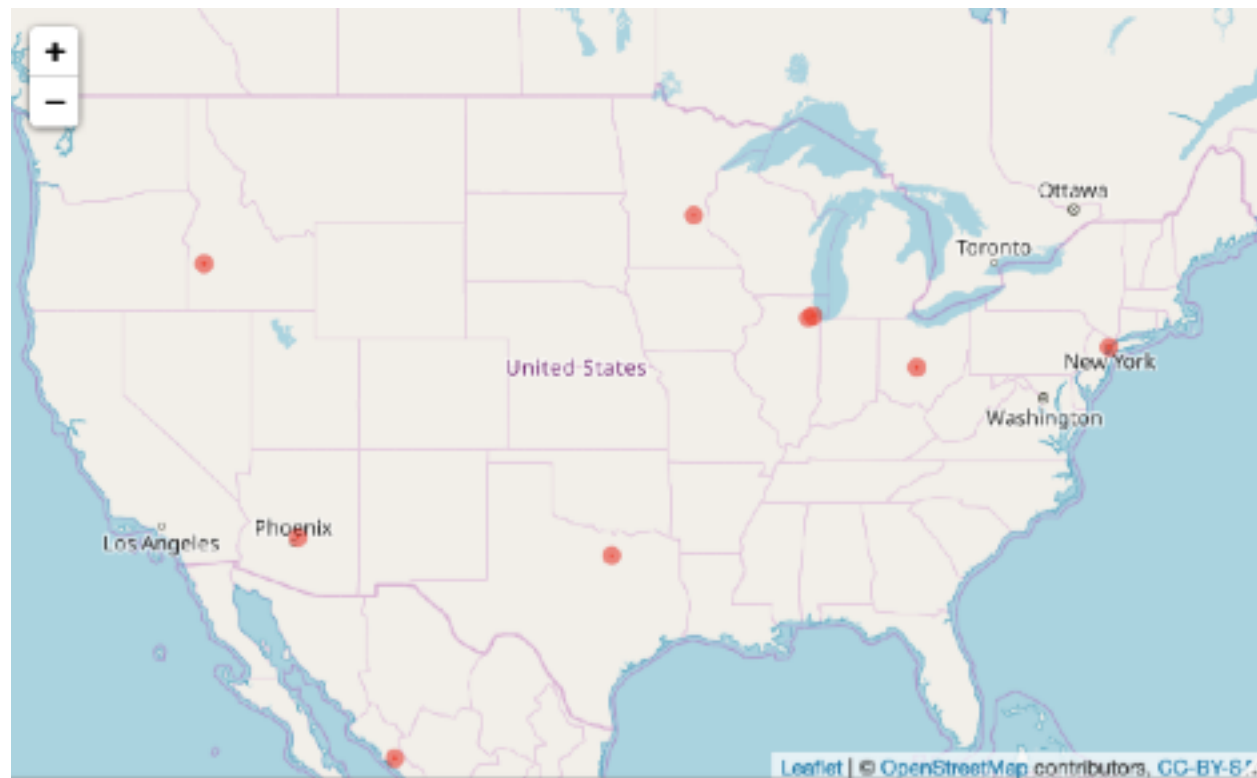 +
−
Ottawa
Toronto
United States
New York
Washington
Phoenix
Los Angeles
Leaflet | © OpenStreetMap contributors, CC-BY-SA